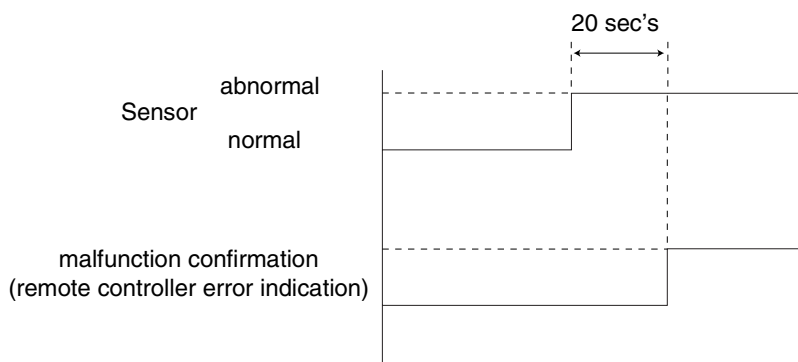 20 sec's
abnormal
Sensor
normal
malfunction confirmation
(remote controller error indication)